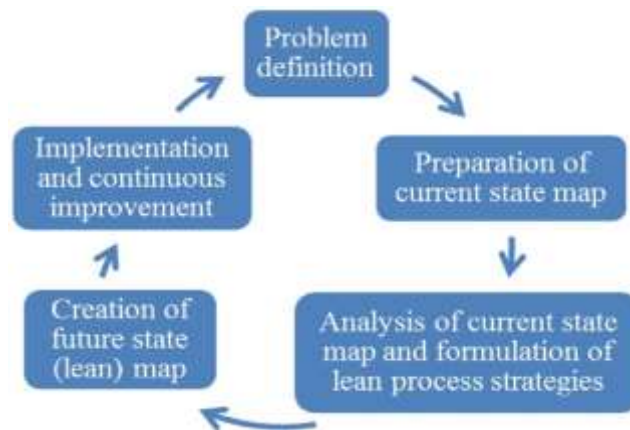 Problem
definition
Preparation of
current state map
Analysis of current state
map and formulation of
lean process strategies
Creation of
future state
(lean) map
Implementation
and continuous
improvement